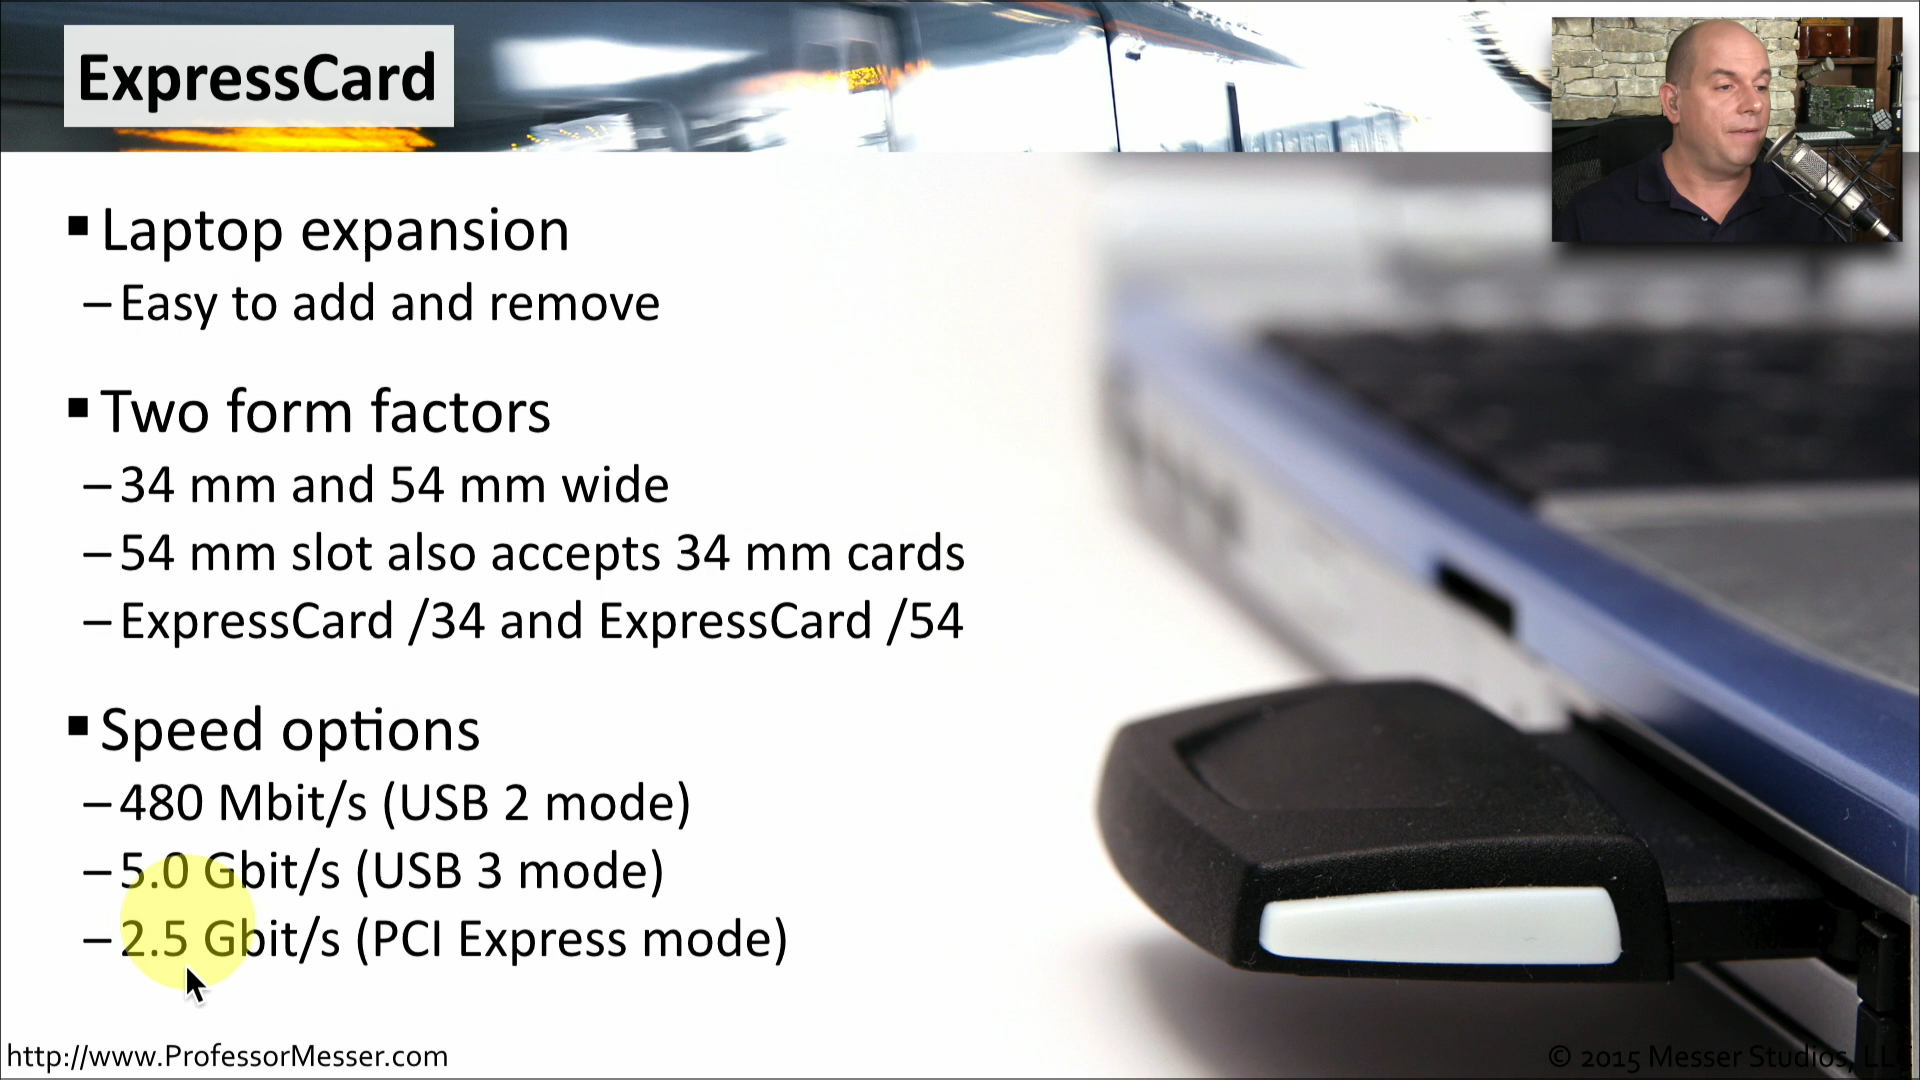 ExpressCard
▪ Laptop expansion
– Easy to add and remove
▪ Two form factors
– 34 mm and 54 mm wide
– 54 mm slot also accepts 34 mm cards
– ExpressCard /34 and ExpressCard /54
▪ Speed options
– 480 Mbit/s (USB 2 mode)
– 5.0 Gbit/s (USB 3 mode)
– 2.5 Gbit/s (PCI Express mode)
http://www.ProfessorMesser.com
© 2015 Messer Studios, LLC